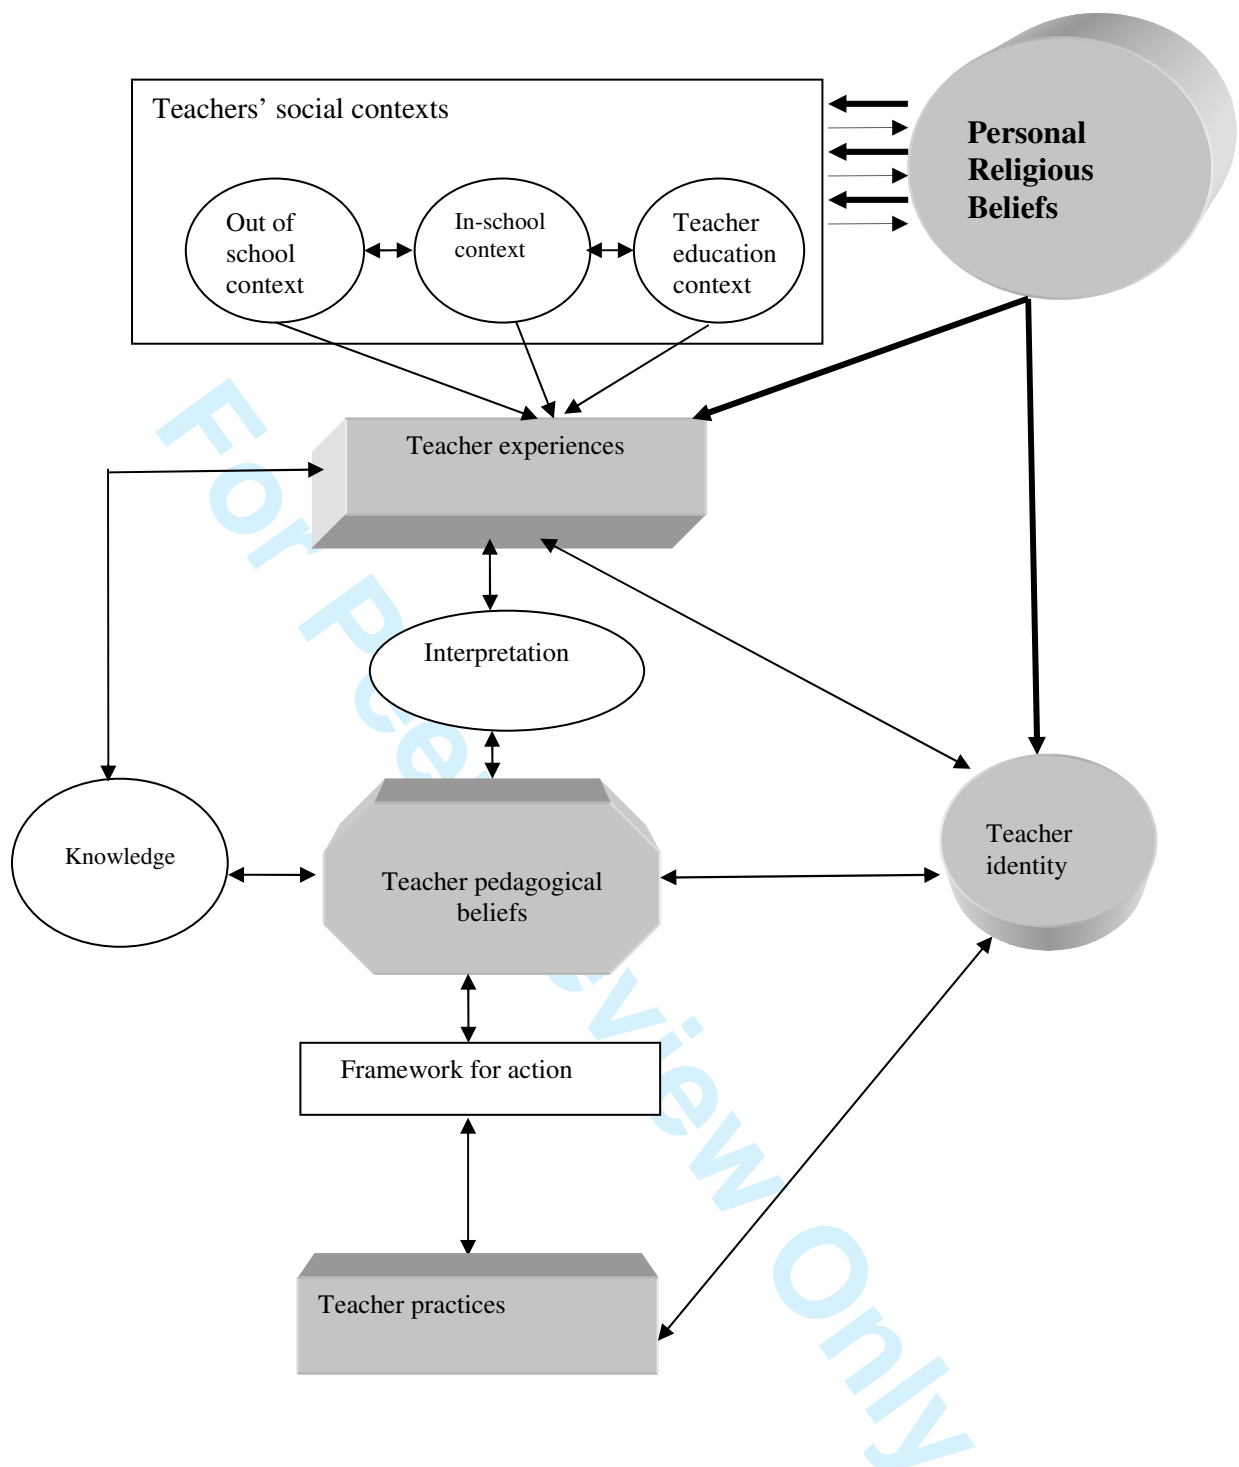 Teachers’ social contexts
Personal
Religious
Beliefs
Out of
school
context
In-school
context
Teacher
education
context
Teacher experiences
Interpretation
Knowledge
Teacher pedagogical
beliefs
Teacher
identity
Framework for action
Teacher practices
For Peer Review Only